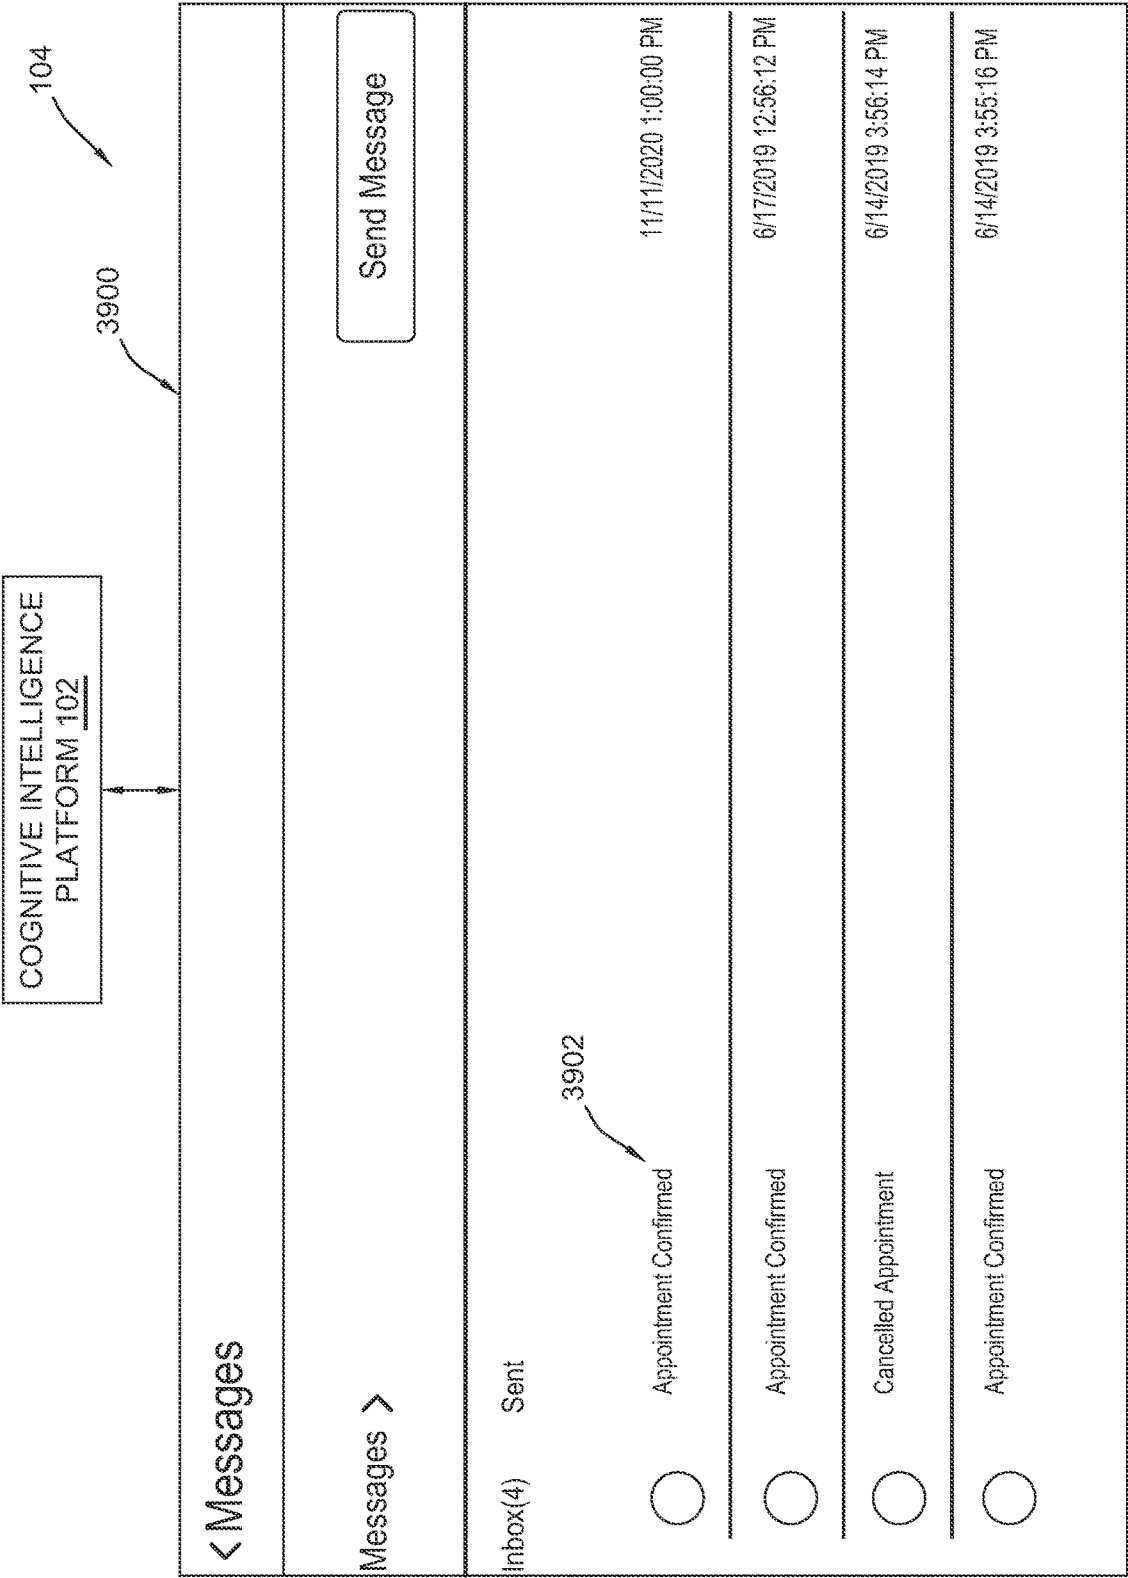 COGNITIVE INTELLIGENCE
PLATFORM 102
104
3900
<Messages
Messages >
Send Message
Inbox(4) Sent
3902
Appointment Confirmed 11/11/2020 1:00:00 PM
Appointment Confirmed 6/17/2019 12:56:12 PM
Cancelled Appointment 6/14/2019 3:56:14 PM
Appointment Confirmed 6/14/2019 3:55:16 PM